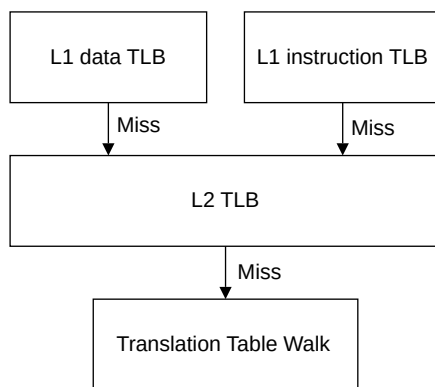 L1 data TLB
L1 instruction TLB
Miss
Miss
L2 TLB
Miss
Translation Table Walk